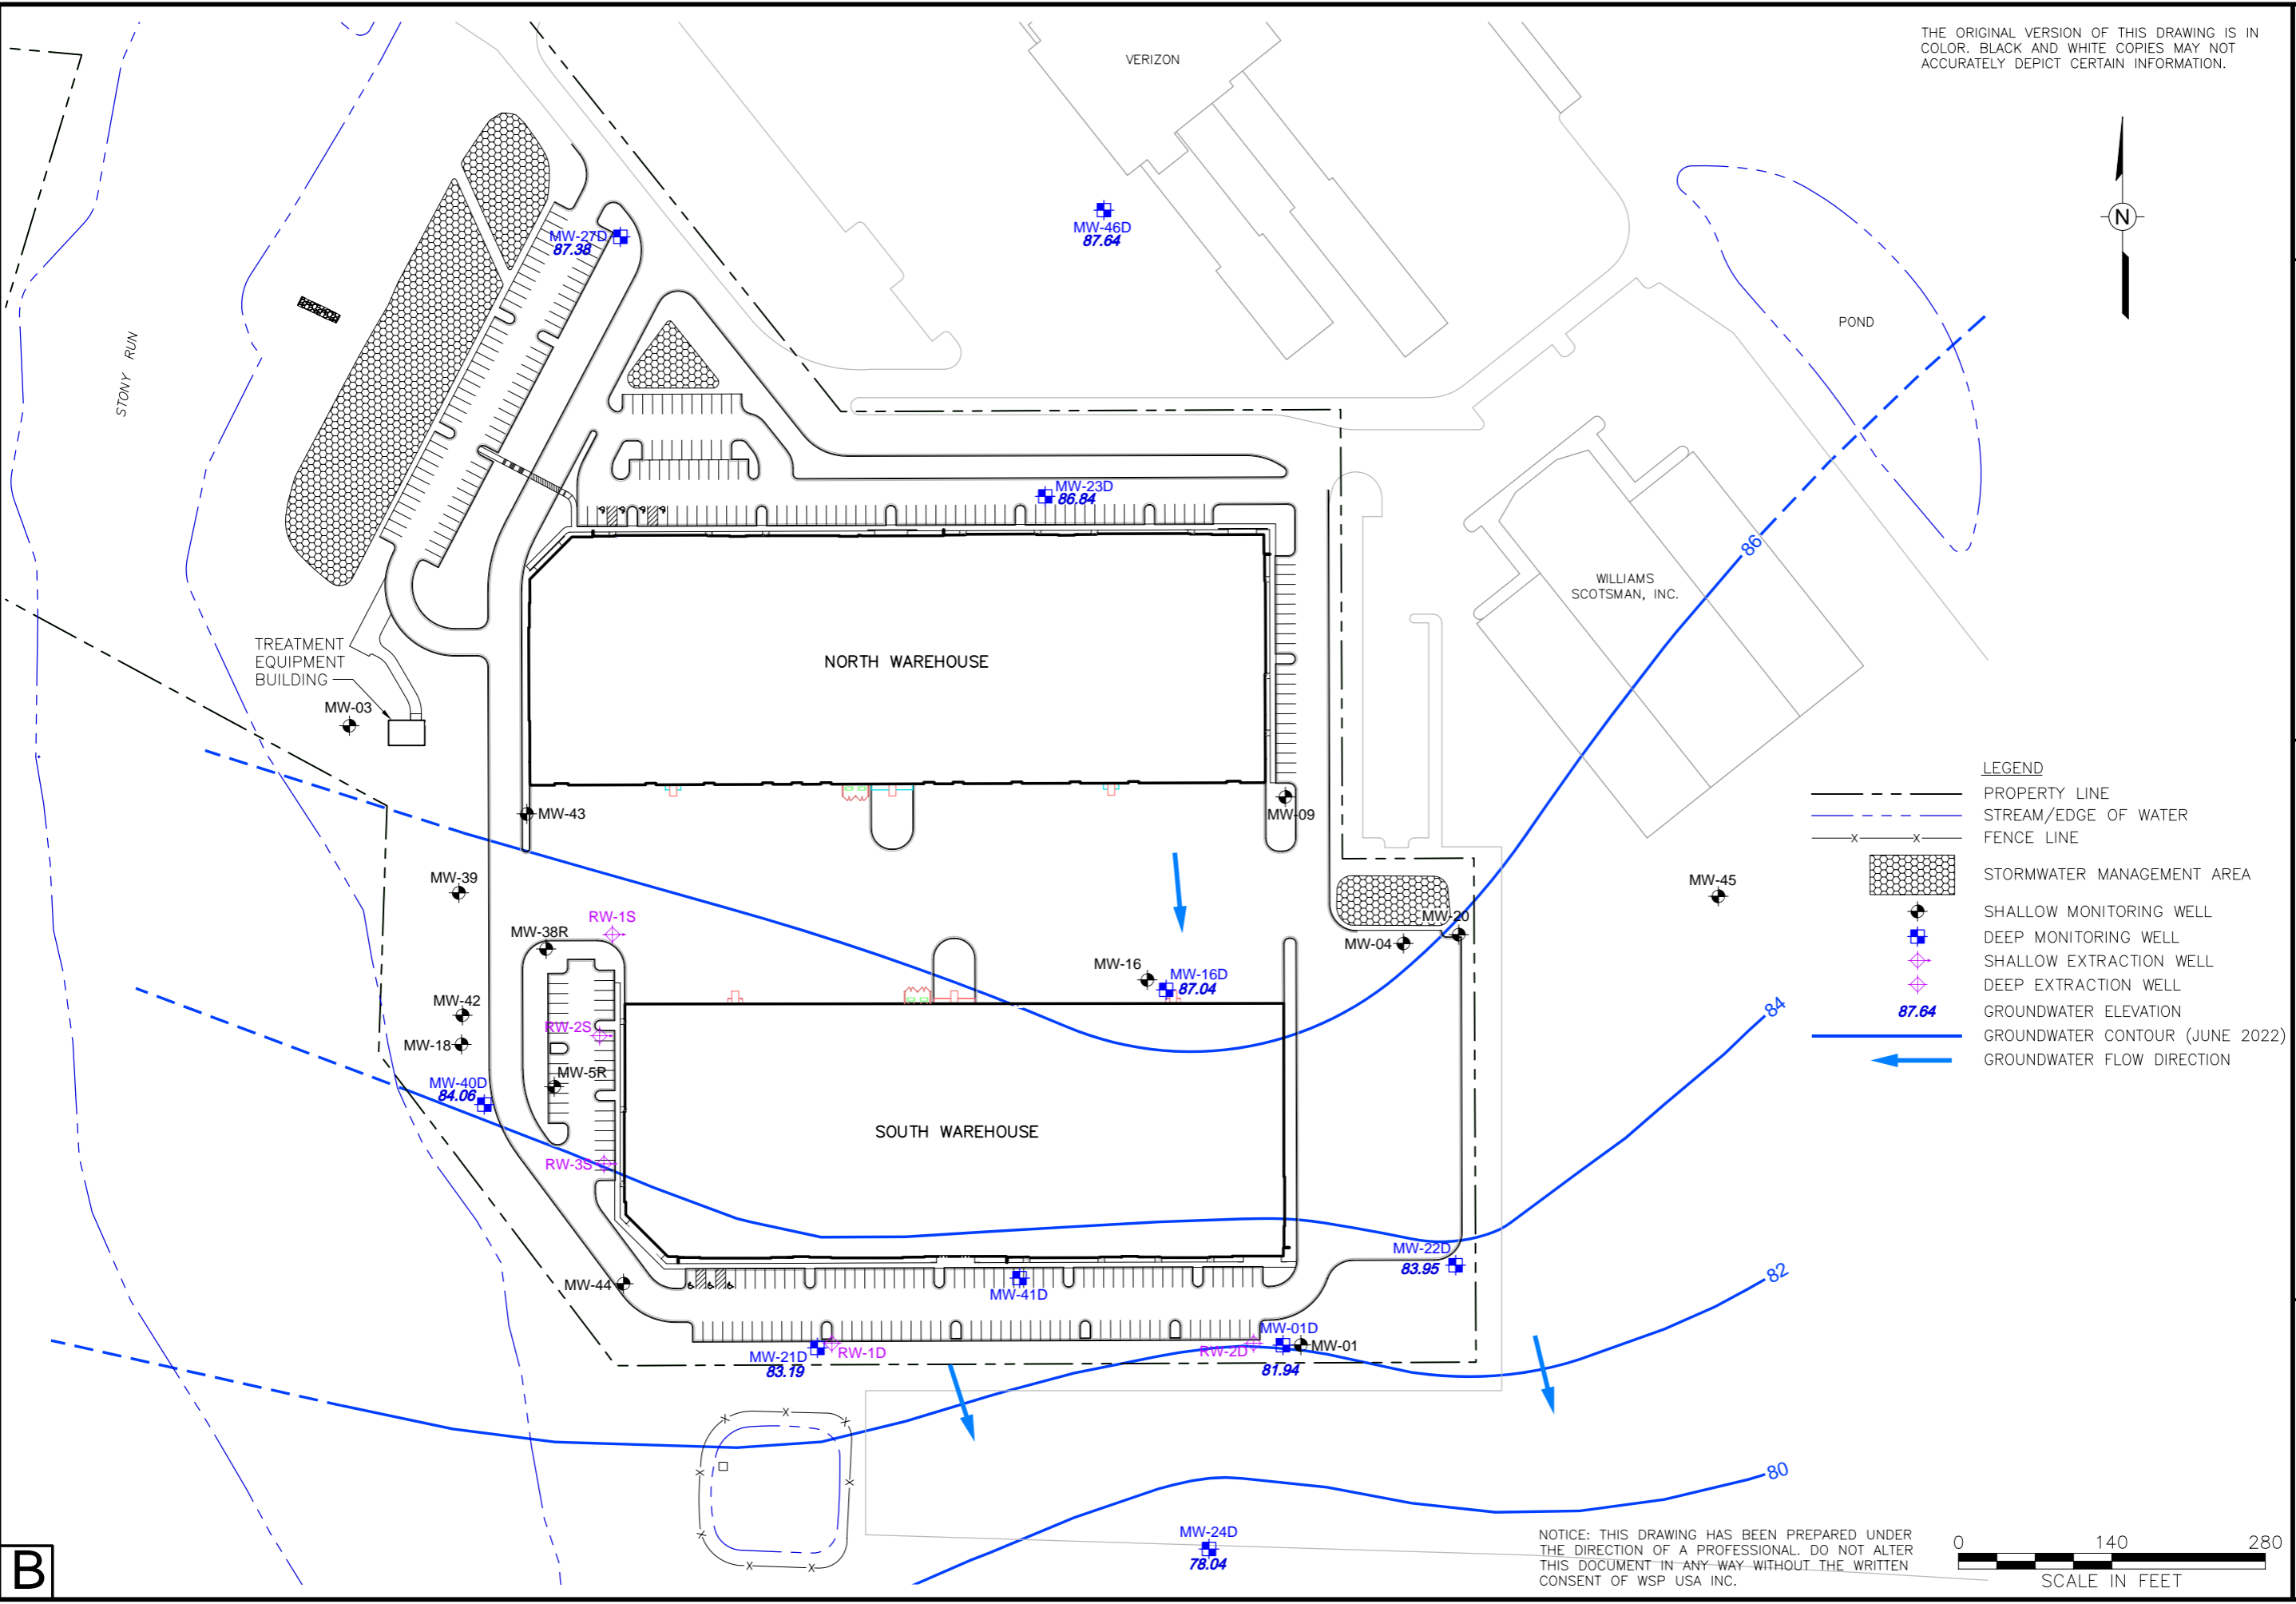 THE ORIGINAL VERSION OF THIS DRAWING IS IN
COLOR. BLACK AND WHITE COPIES MAY NOT
ACCURATELY DEPICT CERTAIN INFORMATION.
VERIZON
N
MW-46D
87.64
MW-27D
87.38
POND
STONY RUN
MW-23D
86.84
86
WILLIAMS
SCOTSMAN, INC.
NORTH WAREHOUSE
TREATMENT
EQUIPMENT
BUILDING
MW-03
MW-43
MW-09
MW-39
MW-45
RW-1S
MW-38R
MW-20
MW-04
MW-16
MW-16D
87.04
MW-42
RW-2S
MW-18
84
MW-5R
MW-40D
84.06
SOUTH WAREHOUSE
RW-3S
MW-22D
83.95
82
MW-44
MW-41D
MW-01D
MW-01
RW-2D
81.94
RW-1D
MW-21D
83.19
80
MW-24D
78.04
LEGEND
PROPERTY LINE
STREAM/EDGE OF WATER
X X FENCE LINE
STORMWATER MANAGEMENT AREA
SHALLOW MONITORING WELL
DEEP MONITORING WELL
SHALLOW EXTRACTION WELL
DEEP EXTRACTION WELL
87.64 GROUNDWATER ELEVATION
GROUNDWATER CONTOUR (JUNE 2022)
GROUNDWATER FLOW DIRECTION
NOTICE: THIS DRAWING HAS BEEN PREPARED UNDER
THE DIRECTION OF A PROFESSIONAL. DO NOT ALTER
THIS DOCUMENT IN ANY WAY WITHOUT THE WRITTEN
CONSENT OF WSP USA INC.
0 140 280
SCALE IN FEET
B